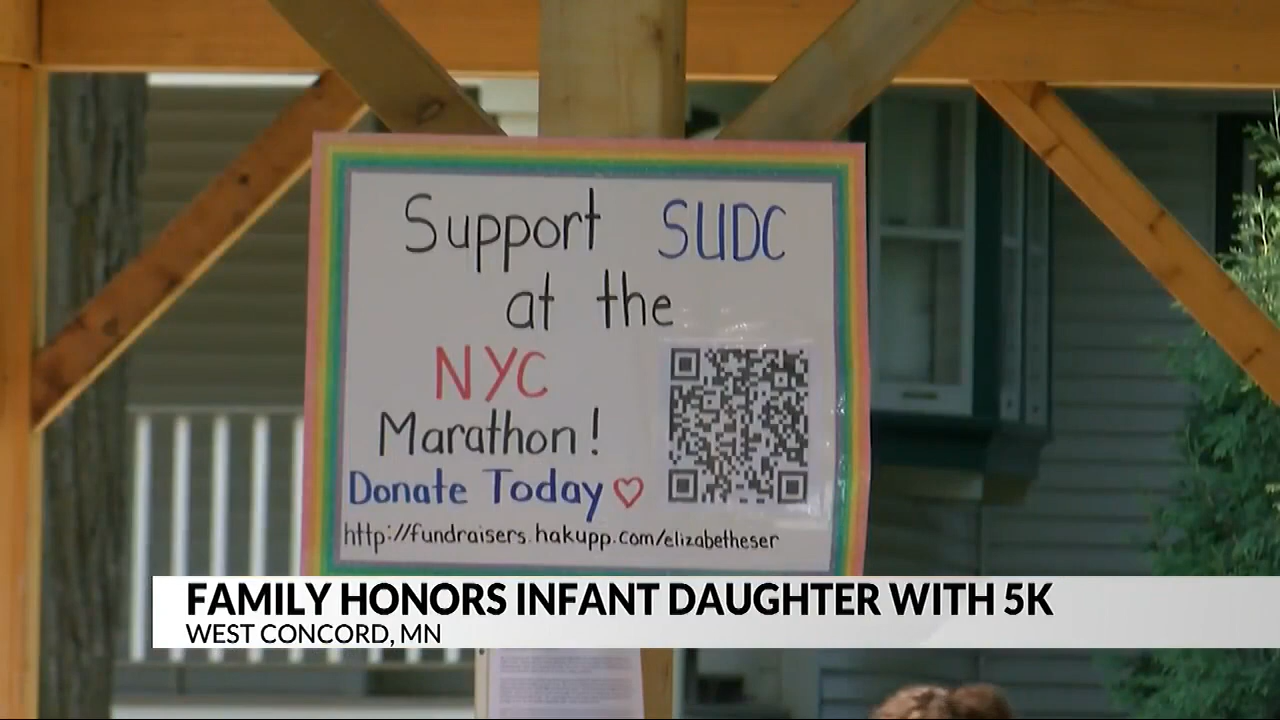 Support SUDC
at the
NYC
Marathon!
Donate Today
http://fundraisers.hakupp.com/elizabetheser
FAMILY HONORS INFANT DAUGHTER WITH 5K
WEST CONCORD, MN